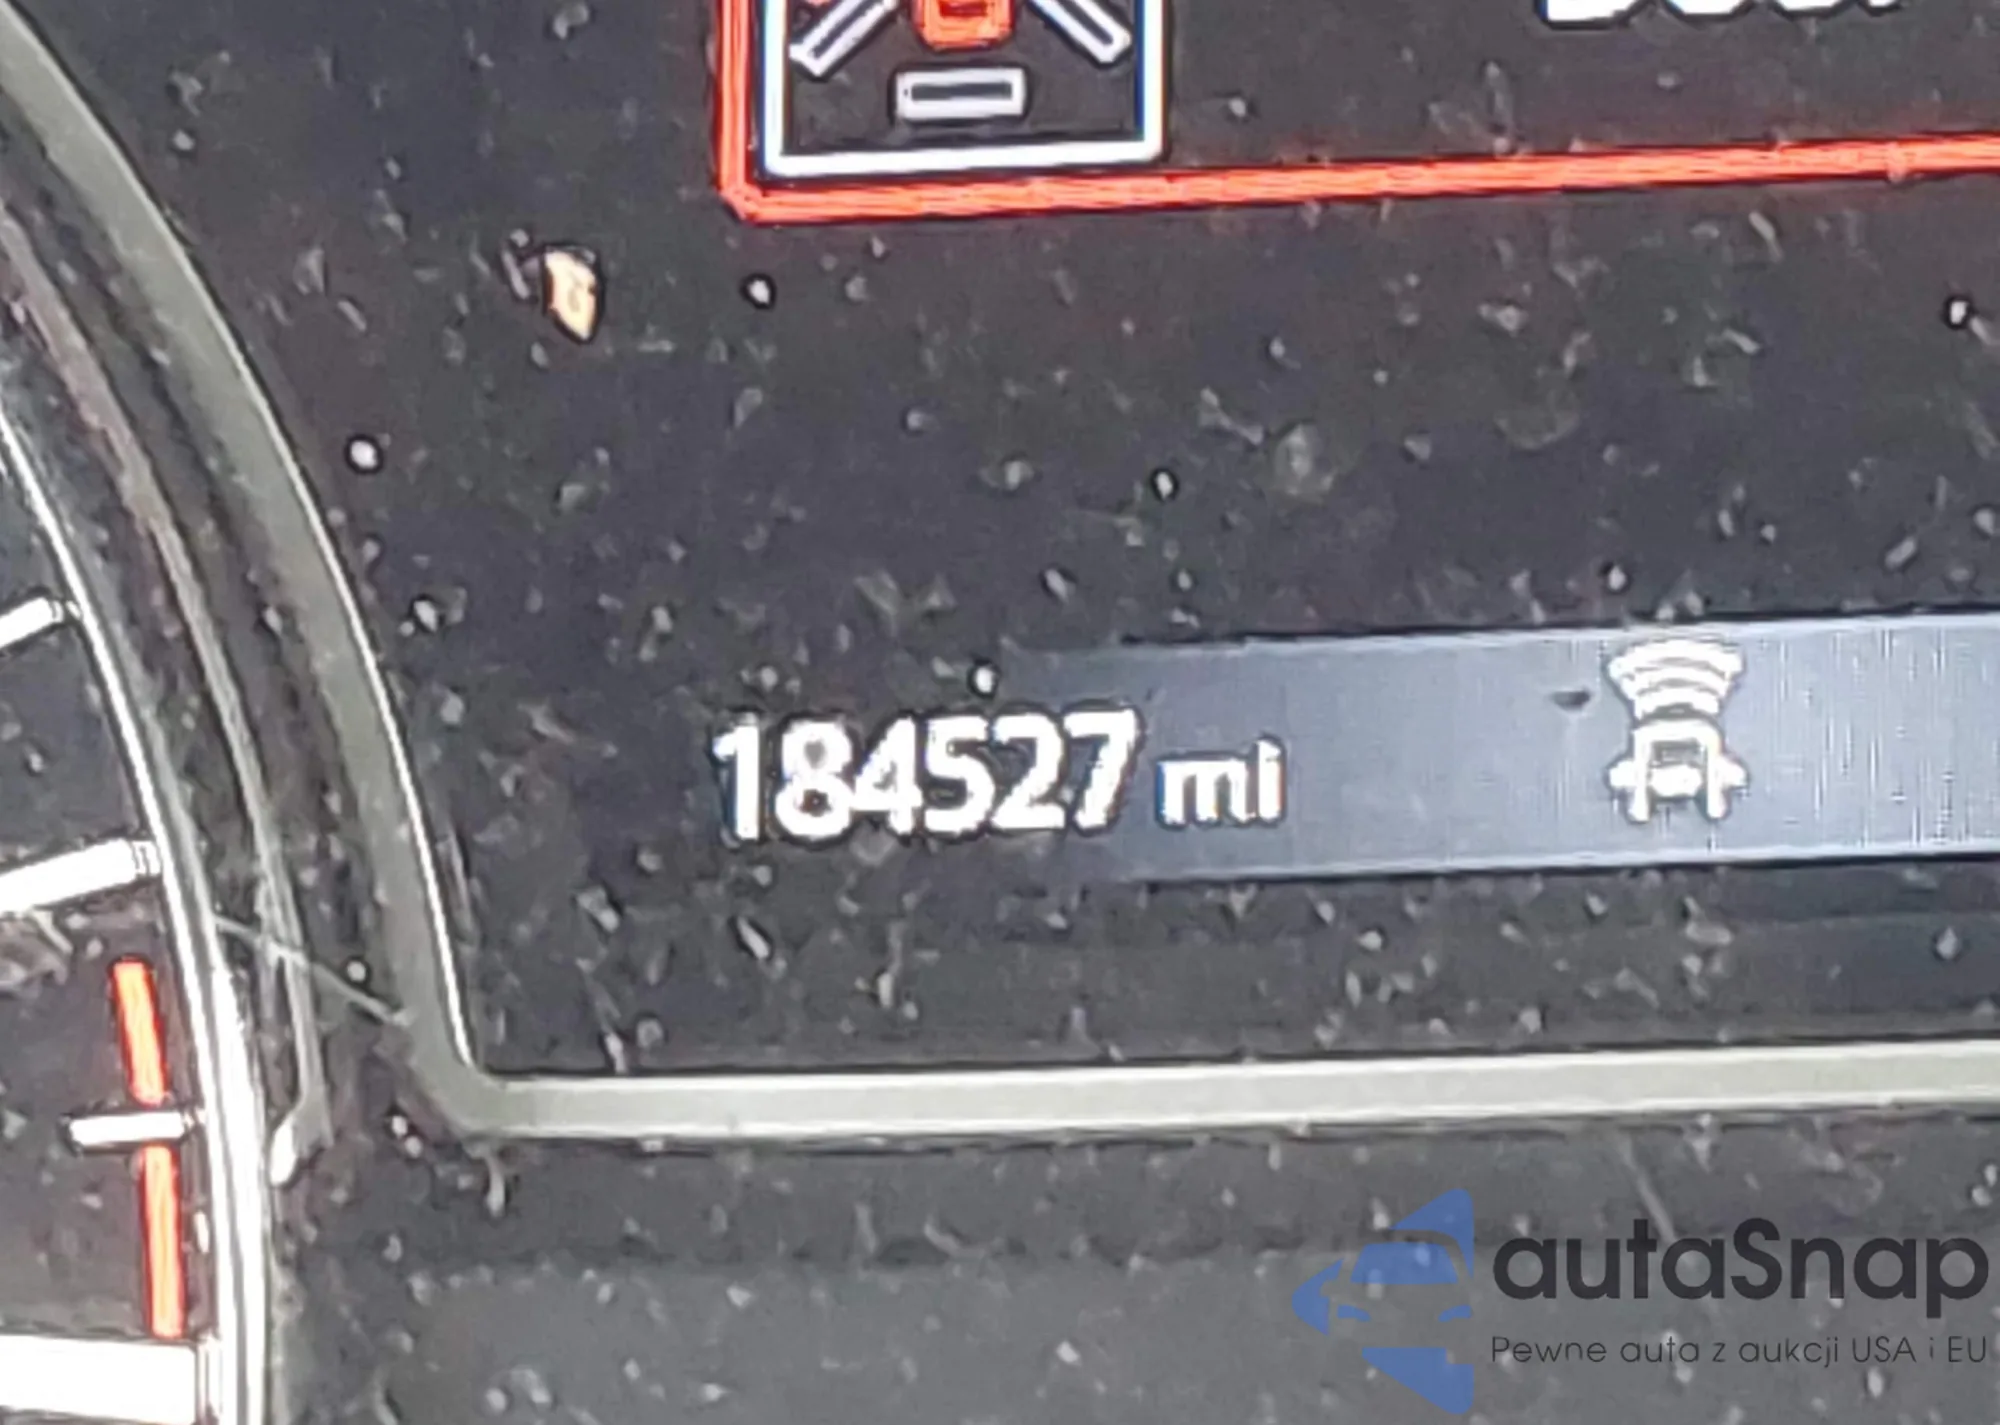 184527 mi
autaSnap
Pewne auta z aukcji USA i EU